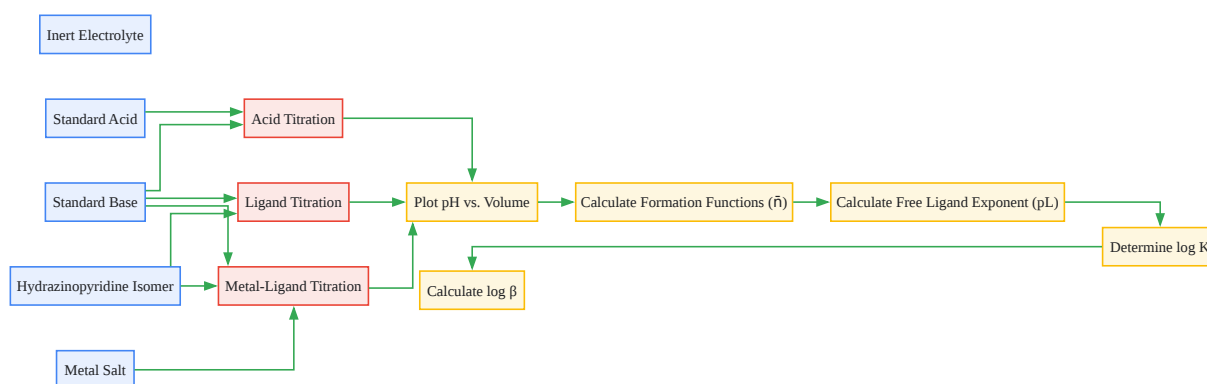 Inert Electrolyte
Standard Acid
Acid Titration
Standard Base
Ligand Titration
Plot pH vs. Volume
Calculate Formation Functions (n̄)
Calculate Free Ligand Exponent (pL)
Determine log K
Hydrazinopyridine Isomer
Metal-Ligand Titration
Calculate log β
Metal Salt